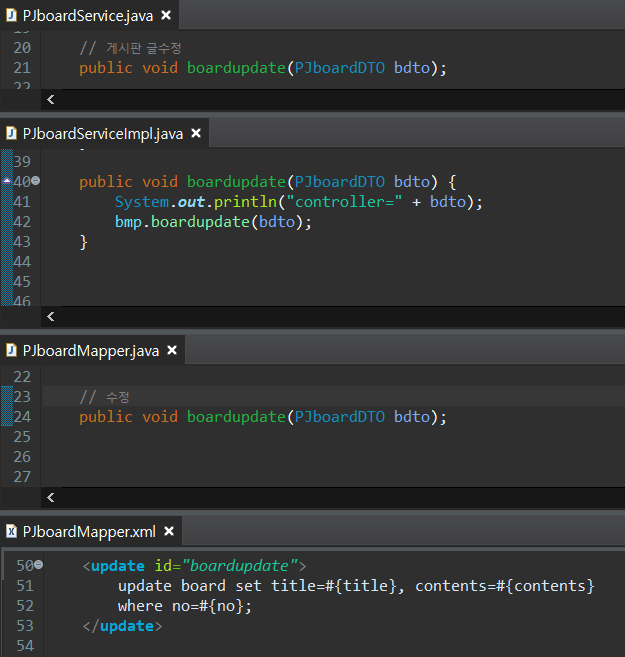 PJboardService.java
20 // 게시판 글수정
21 public void boardupdate(PJboardDTO bdto);
22
PJboardServiceImpl.java
39
40 public void boardupdate(PJboardDTO bdto) {
41 System.out.println("controller=" + bdto);
42 bmp.boardupdate(bdto);
43 }
44
45
46
PJboardMapper.java
22
23 // 수정
24 public void boardupdate(PJboardDTO bdto);
25
26
27
PJboardMapper.xml
50 <update id="boardupdate">
51 update board set title=#{title}, contents=#{contents}
52 where no=#{no};
53 </update>
54